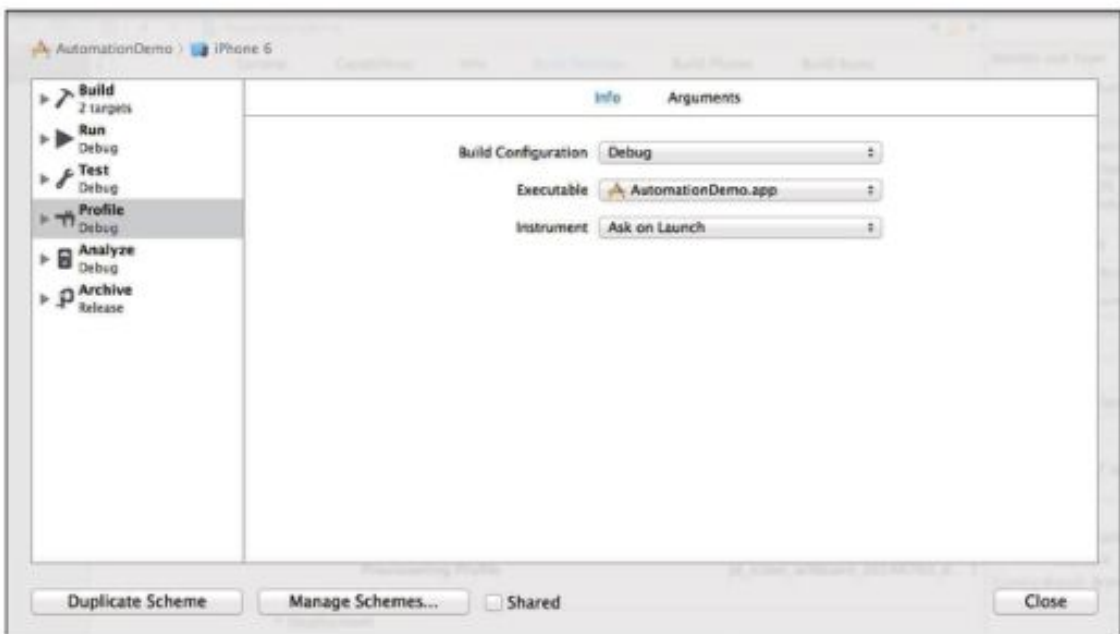 AutomationDemo › iPhone 6
Build
2 targets
Run
Debug
Test
Debug
Profile
Debug
Analyze
Debug
Archive
Release
Info Arguments
Build Configuration Debug
Executable AutomationDemo.app
Instrument Ask on Launch
Duplicate Scheme Manage Schemes... Shared Close